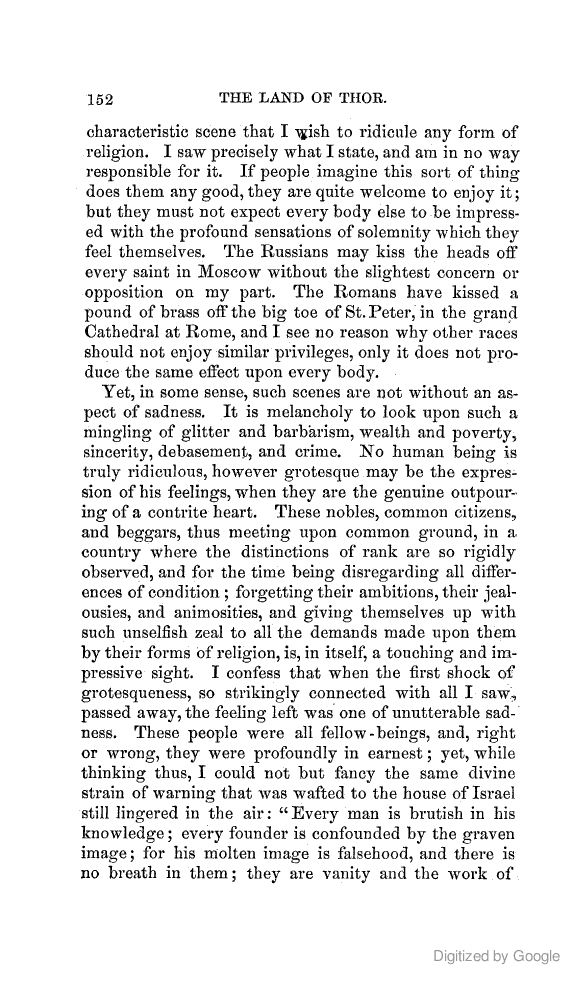 152 THE LAND OF THOR.
characteristic scene that I wish to ridicule any form of
religion. I saw precisely what I state, and am in no way
responsible for it. If people imagine this sort of thing
does them any good, they are quite welcome to enjoy it;
but they must not expect every body else to be impress-
ed with the profound sensations of solemnity which they
feel themselves. The Russians may kiss the heads off
every saint in Moscow without the slightest concern or
opposition on my part. The Romans have kissed a
pound of brass off the big toe of St. Peter, in the grand
Cathedral at Rome, and I see no reason why other races
should not enjoy similar privileges, only it does not pro-
duce the same effect upon every body.
Yet, in some sense, such scenes are not without an as-
pect of sadness. It is melancholy to look upon such a
mingling of glitter and barbarism, wealth and poverty,
sincerity, debasement, and crime. No human being is
truly ridiculous, however grotesque may be the expres-
sion of his feelings, when they are the genuine outpour-
ing of a contrite heart. These nobles, common citizens,
and beggars, thus meeting upon common ground, in a
country where the distinctions of rank are so rigidly
observed, and for the time being disregarding all differ-
ences of condition; forgetting their ambitions, their jeal-
ousies, and animosities, and giving themselves up with
such unselfish zeal to all the demands made upon them
by their forms of religion, is, in itself, a touching and im-
pressive sight. I confess that when the first shock of
grotesqueness, so strikingly connected with all I saw,
passed away, the feeling left was one of unutterable sad-
ness. These people were all fellow-beings, and, right
or wrong, they were profoundly in earnest; yet, while
thinking thus, I could not but fancy the same divine
strain of warning that was wafted to the house of Israel
still lingered in the air: "Every man is brutish in his
knowledge; every founder is confounded by the graven
image; for his molten image is falsehood, and there is
no breath in them; they are vanity and the work of
Digitized by Google